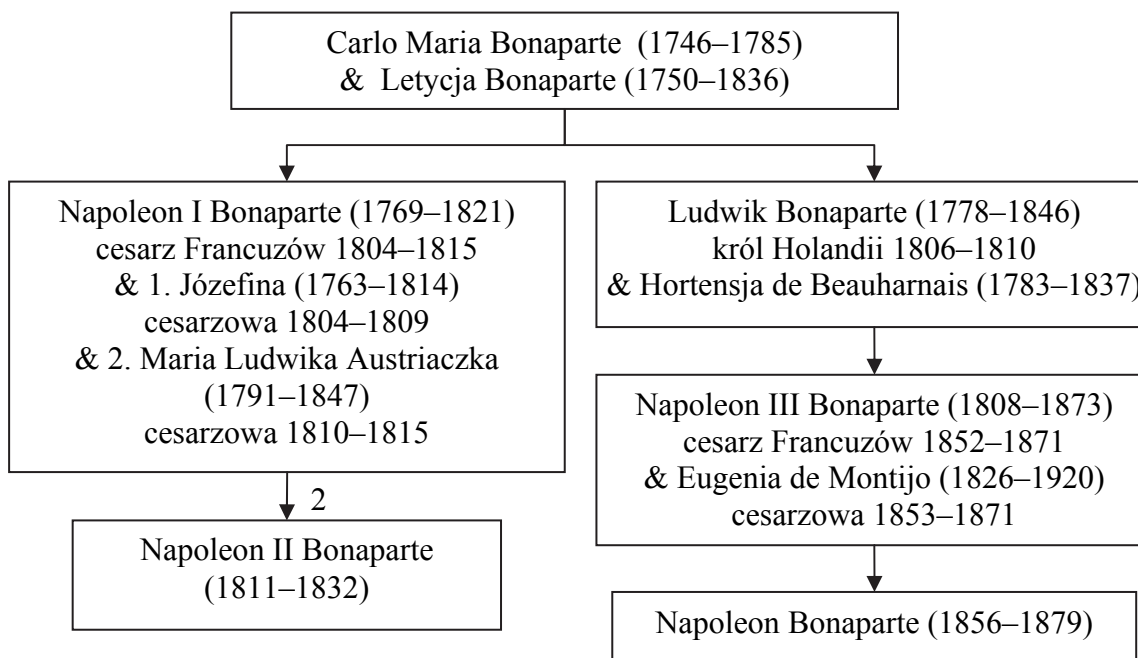 Carlo Maria Bonaparte (1746–1785)
& Letycja Bonaparte (1750–1836)
Napoleon I Bonaparte (1769–1821)
cesarz Francuzów 1804–1815
& 1. Józefina (1763–1814)
cesarzowa 1804–1809
& 2. Maria Ludwika Austriaczka
(1791–1847)
cesarzowa 1810–1815
2
Napoleon II Bonaparte
(1811–1832)
Ludwik Bonaparte (1778–1846)
król Holandii 1806–1810
& Hortensja de Beauharnais (1783–1837)
Napoleon III Bonaparte (1808–1873)
cesarz Francuzów 1852–1871
& Eugenia de Montijo (1826–1920)
cesarzowa 1853–1871
Napoleon Bonaparte (1856–1879)